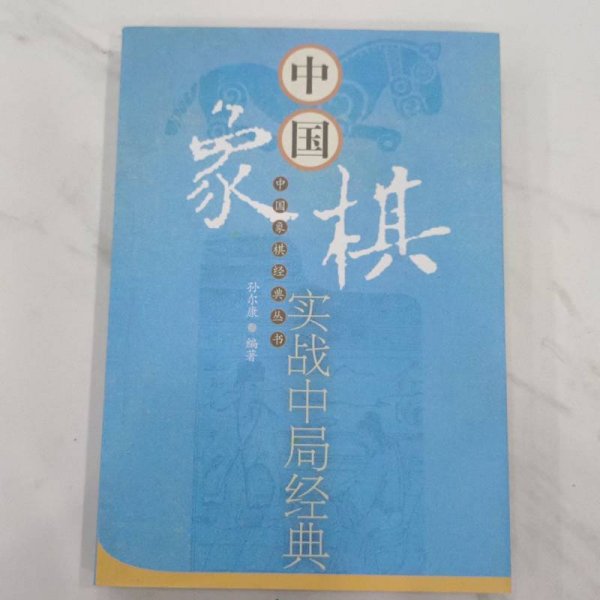 中国
象棋
中国象棋经典丛书
孙尔康 编著
实战中局经典